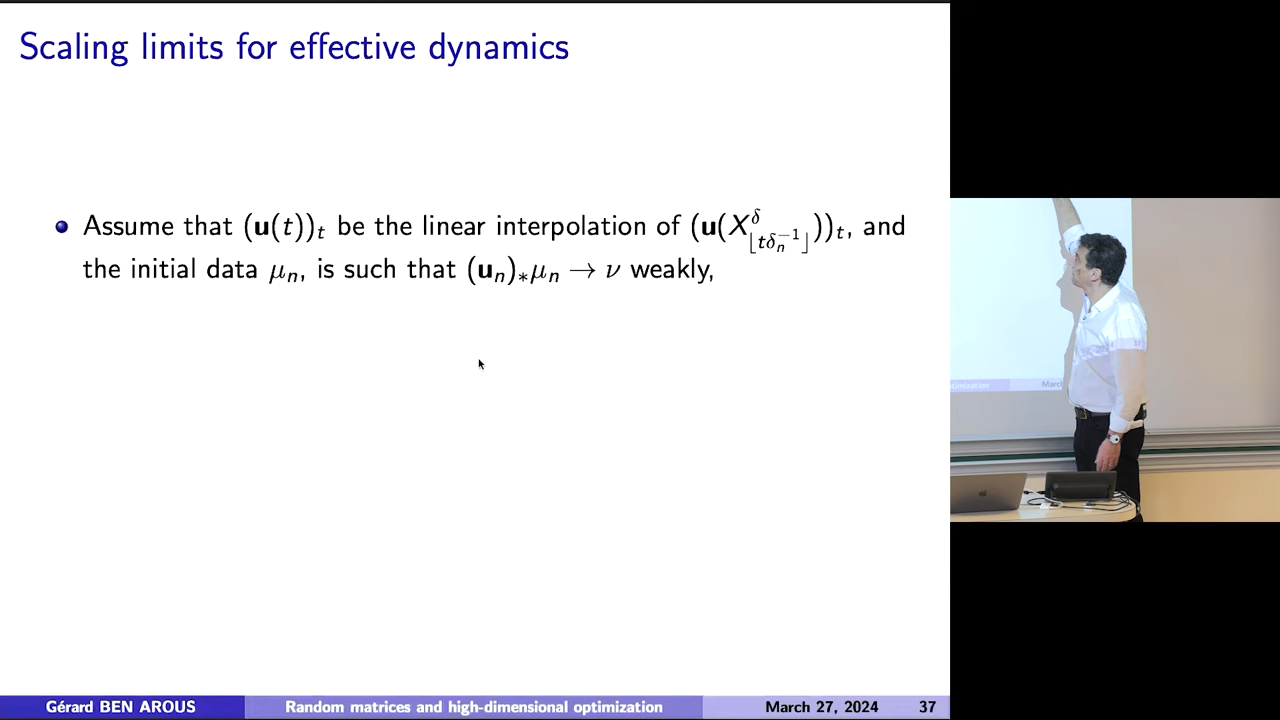 Scaling limits for effective dynamics
Assume that (u(t))_t be the linear interpolation of (u(X^δ_{⌊tδ_n^{-1}⌋}))_t, and
the initial data μ_n, is such that (u_n)_*μ_n → ν weakly,
Gérard BEN AROUS Random matrices and high-dimensional optimization March 27, 2024 37